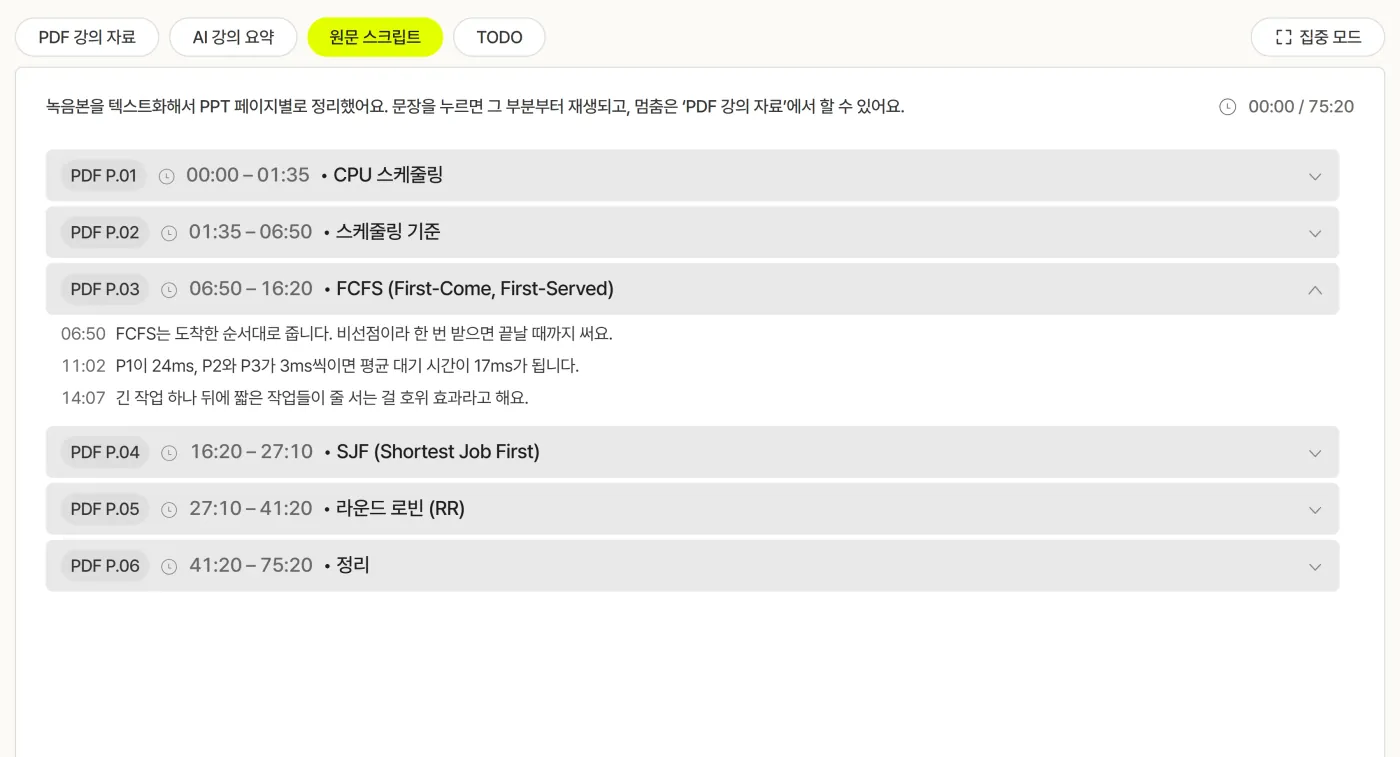 PDF 강의 자료
AI 강의 요약
원문 스크립트
TODO
집중 모드
녹음본을 텍스트화해서 PPT 페이지별로 정리했어요. 문장을 누르면 그 부분부터 재생되고, 멈춤은 ‘PDF 강의 자료’에서 할 수 있어요.
00:00 / 75:20
PDF P.01 00:00 – 01:35 • CPU 스케줄링
PDF P.02 01:35 – 06:50 • 스케줄링 기준
PDF P.03 06:50 – 16:20 • FCFS (First-Come, First-Served)
06:50 FCFS는 도착한 순서대로 줍니다. 비선점이라 한 번 받으면 끝날 때까지 써요.
11:02 P1이 24ms, P2와 P3가 3ms씩이면 평균 대기 시간이 17ms가 됩니다.
14:07 긴 작업 하나 뒤에 짧은 작업들이 줄 서는 걸 호위 효과라고 해요.
PDF P.04 16:20 – 27:10 • SJF (Shortest Job First)
PDF P.05 27:10 – 41:20 • 라운드 로빈 (RR)
PDF P.06 41:20 – 75:20 • 정리